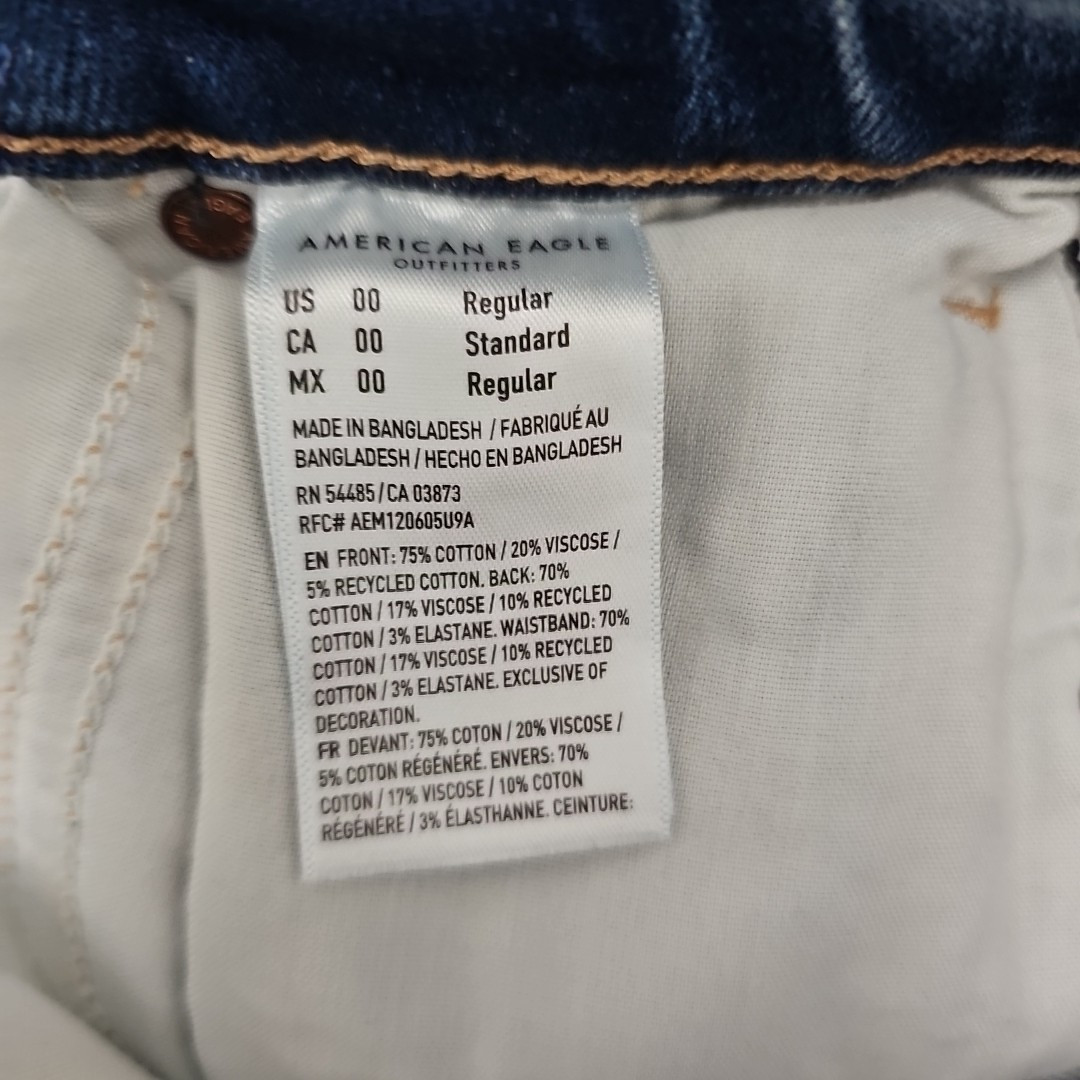 AMERICAN EAGLE
OUTFITTERS
US 00 Regular
CA 00 Standard
MX 00 Regular
MADE IN BANGLADESH / FABRIQUÉ AU
BANGLADESH / HECHO EN BANGLADESH
RN 54485 / CA 03873
RFC# AEM120605U9A
EN FRONT: 75% COTTON / 20% VISCOSE /
5% RECYCLED COTTON. BACK: 70%
COTTON / 17% VISCOSE / 10% RECYCLED
COTTON / 3% ELASTANE. WAISTBAND: 70%
COTTON / 17% VISCOSE / 10% RECYCLED
COTTON / 3% ELASTANE. EXCLUSIVE OF
DECORATION.
FR DEVANT: 75% COTON / 20% VISCOSE /
5% COTON RÉGÉNÉRÉ. ENVERS: 70%
COTON / 17% VISCOSE / 10% COTON
RÉGÉNÉRÉ / 3% ÉLASTHANNE. CEINTURE: